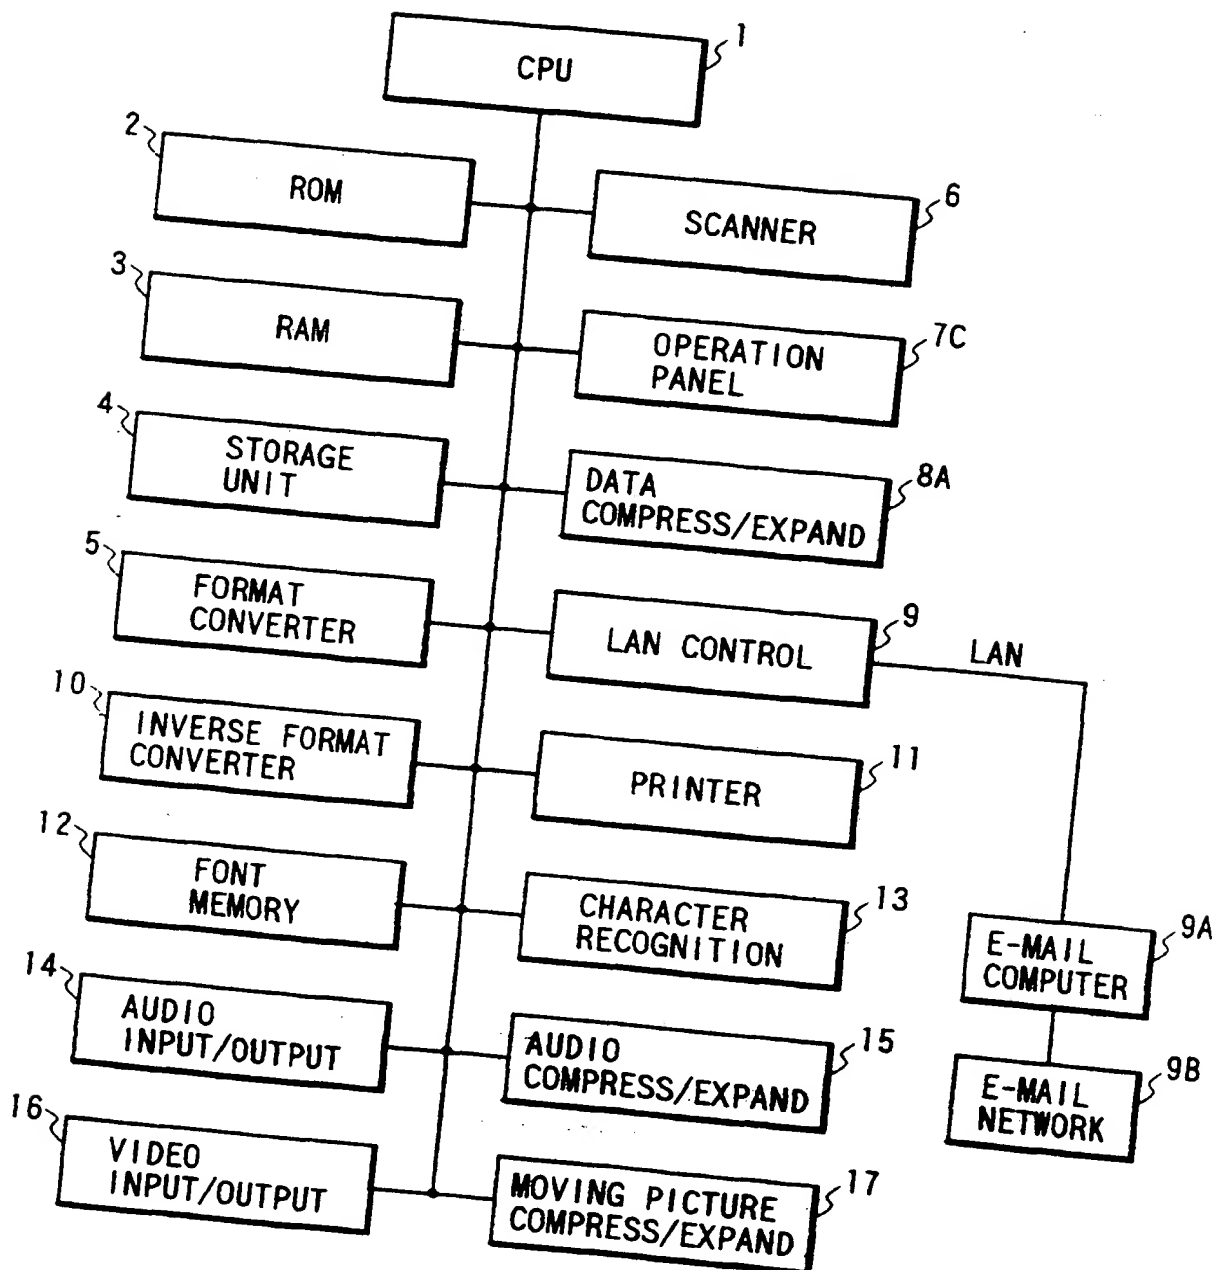 1
CPU
2
ROM
6
SCANNER
3
RAM
7C
OPERATION
PANEL
4
STORAGE
UNIT
8A
DATA
COMPRESS/EXPAND
5
FORMAT
CONVERTER
9
LAN CONTROL
LAN
10
INVERSE FORMAT
CONVERTER
11
PRINTER
12
FONT
MEMORY
13
CHARACTER
RECOGNITION
9A
E-MAIL
COMPUTER
14
AUDIO
INPUT/OUTPUT
15
AUDIO
COMPRESS/EXPAND
9B
E-MAIL
NETWORK
16
VIDEO
INPUT/OUTPUT
17
MOVING PICTURE
COMPRESS/EXPAND